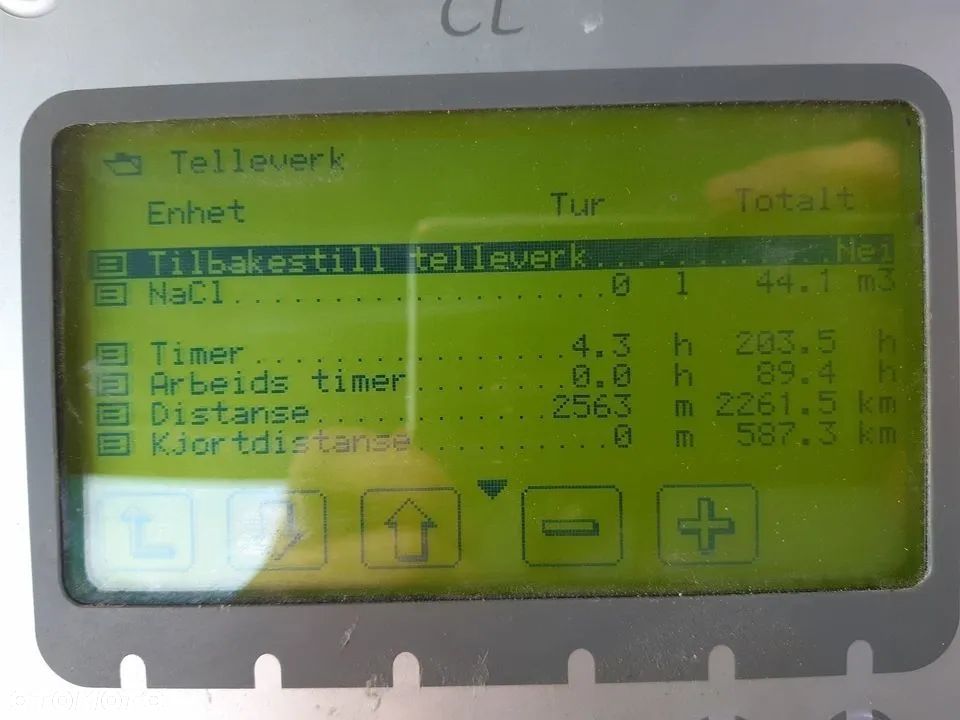 CL
Telleverk
Enhet Tur Totalt
Tilbakestill telleverk..........Nei
NaCl...................0 l 44.1 m3
Timer................4.3 h 203.5 h
Arbeids timer........0.0 h 89.4 h
Distanse............2563 m 2261.5 km
Kjortdistanse..........0 m 587.3 km